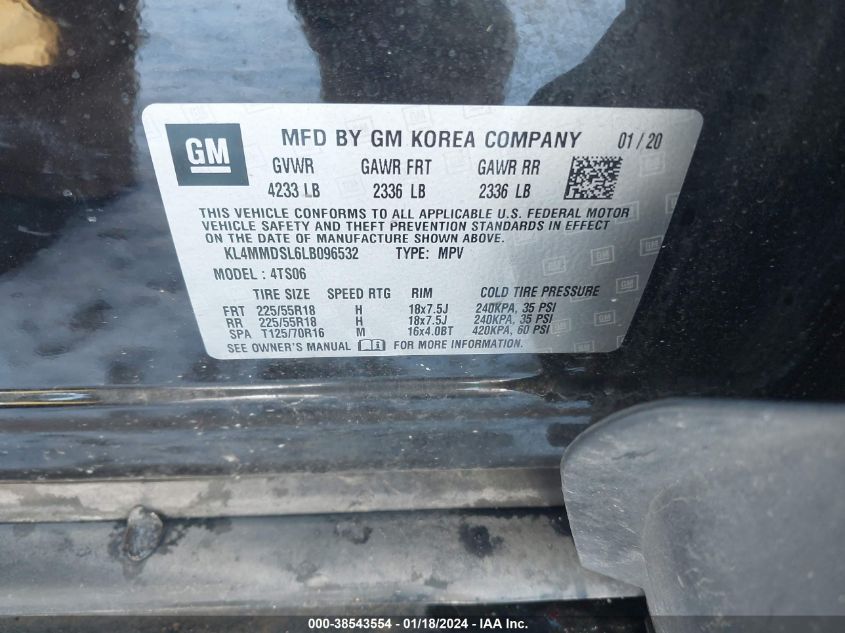 GM
MFD BY GM KOREA COMPANY 01 / 20
GVWR GAWR FRT GAWR RR
4233 LB 2336 LB 2336 LB
THIS VEHICLE CONFORMS TO ALL APPLICABLE U.S. FEDERAL MOTOR
VEHICLE SAFETY AND THEFT PREVENTION STANDARDS IN EFFECT
ON THE DATE OF MANUFACTURE SHOWN ABOVE.
KL4MMDSL6LB096532 TYPE: MPV
MODEL : 4TS06
TIRE SIZE SPEED RTG RIM COLD TIRE PRESSURE
FRT 225/55R18 H 18x7.5J 240KPA, 35 PSI
RR 225/55R18 H 18x7.5J 240KPA, 35 PSI
SPA T125/70R16 M 16x4.0BT 420KPA, 60 PSI
SEE OWNER'S MANUAL FOR MORE INFORMATION.
000-38543554 - 01/18/2024 - IAA Inc.